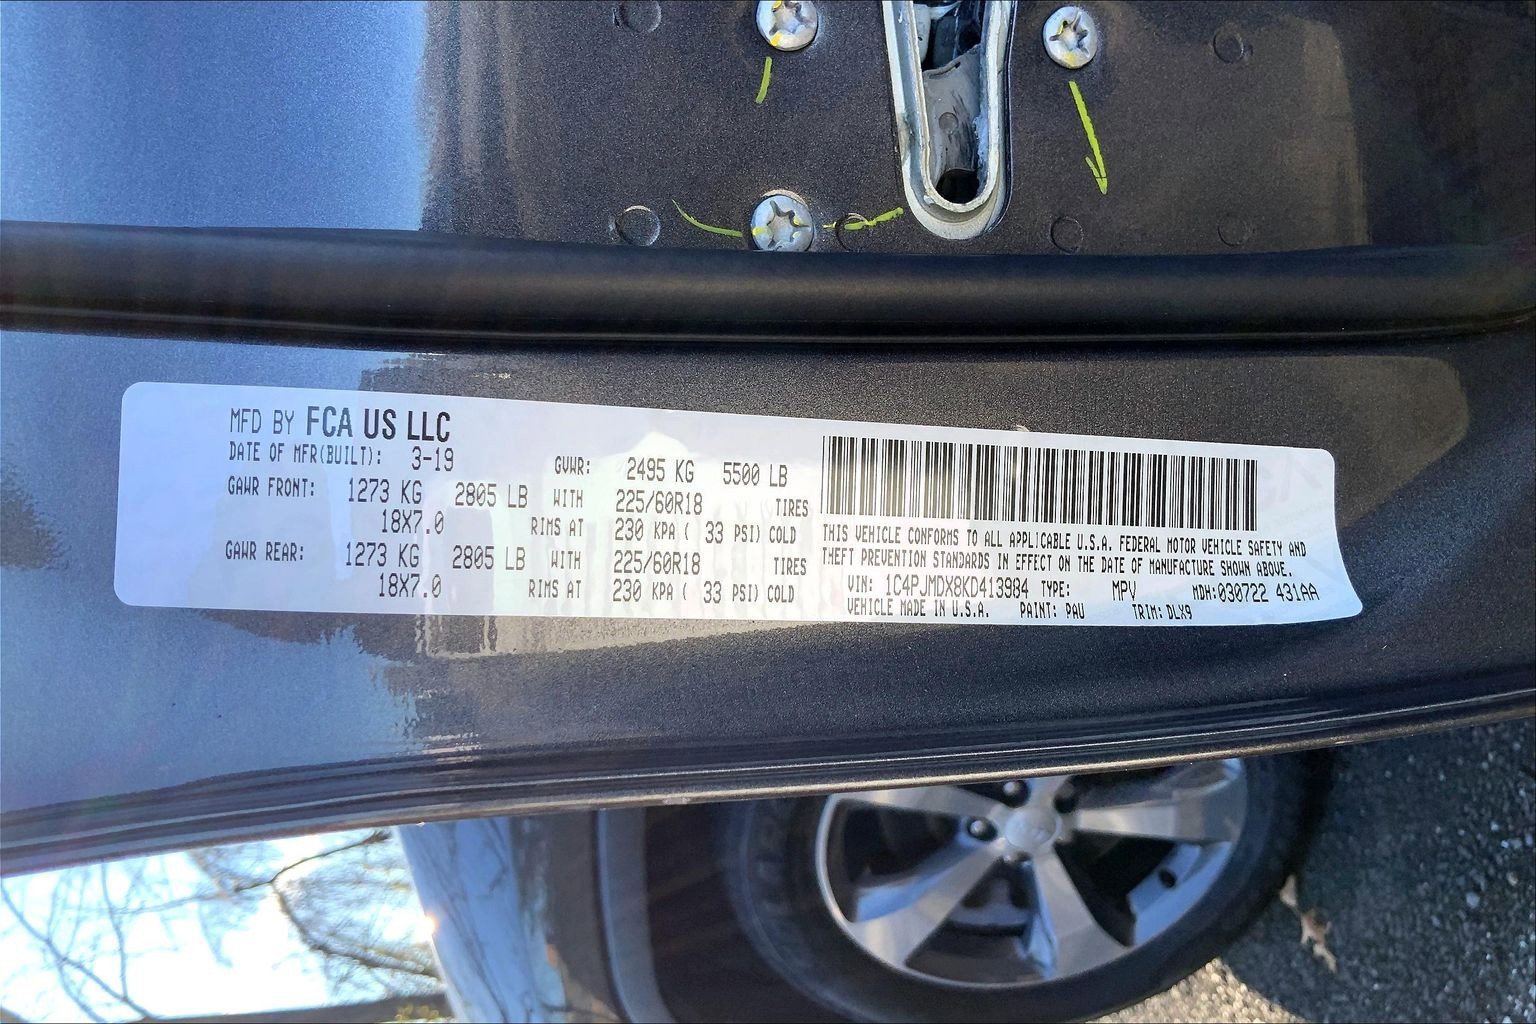 MFD BY FCA US LLC
DATE OF MFR(BUILT): 3-19 GVWR: 2495 KG 5500 LB
GAWR FRONT: 1273 KG 2805 LB WITH 225/60R18 TIRES
18X7.0 RIMS AT 230 KPA ( 33 PSI) COLD
GAWR REAR: 1273 KG 2805 LB WITH 225/60R18 TIRES
18X7.0 RIMS AT 230 KPA ( 33 PSI) COLD
THIS VEHICLE CONFORMS TO ALL APPLICABLE U.S.A. FEDERAL MOTOR VEHICLE SAFETY AND
THEFT PREVENTION STANDARDS IN EFFECT ON THE DATE OF MANUFACTURE SHOWN ABOVE.
VIN: 1C4PJMDX8KD413984 TYPE: MPV MDH:030722 431AA
VEHICLE MADE IN U.S.A. PAINT: PAU TRIM: DLX9